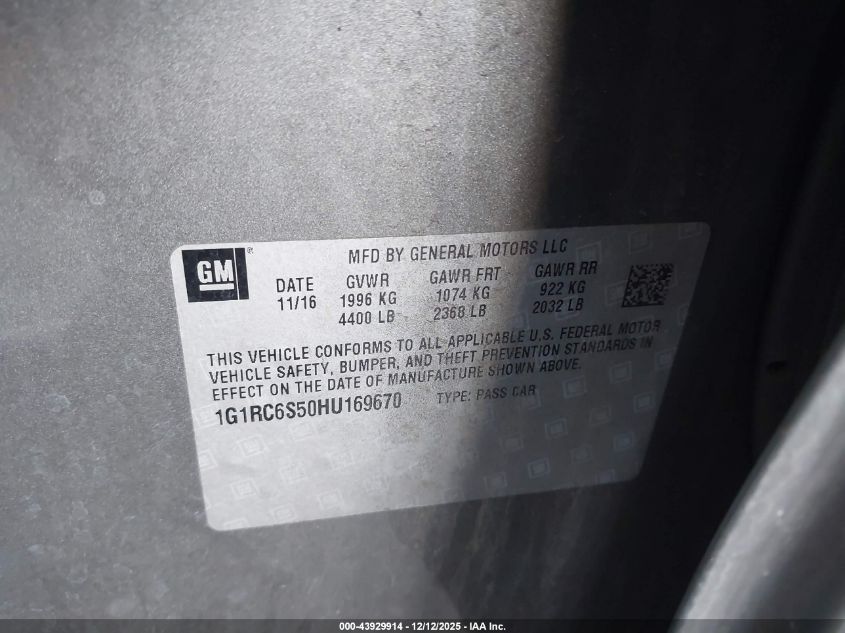 MFD BY GENERAL MOTORS LLC
GM
DATE GVWR GAWR FRT GAWR RR
11/16 1996 KG 1074 KG 922 KG
4400 LB 2368 LB 2032 LB
THIS VEHICLE CONFORMS TO ALL APPLICABLE U.S. FEDERAL MOTOR
VEHICLE SAFETY, BUMPER, AND THEFT PREVENTION STANDARDS IN
EFFECT ON THE DATE OF MANUFACTURE SHOWN ABOVE.
1G1RC6S50HU169670 TYPE: PASS CAR
000-43929914 - 12/12/2025 - IAA Inc.